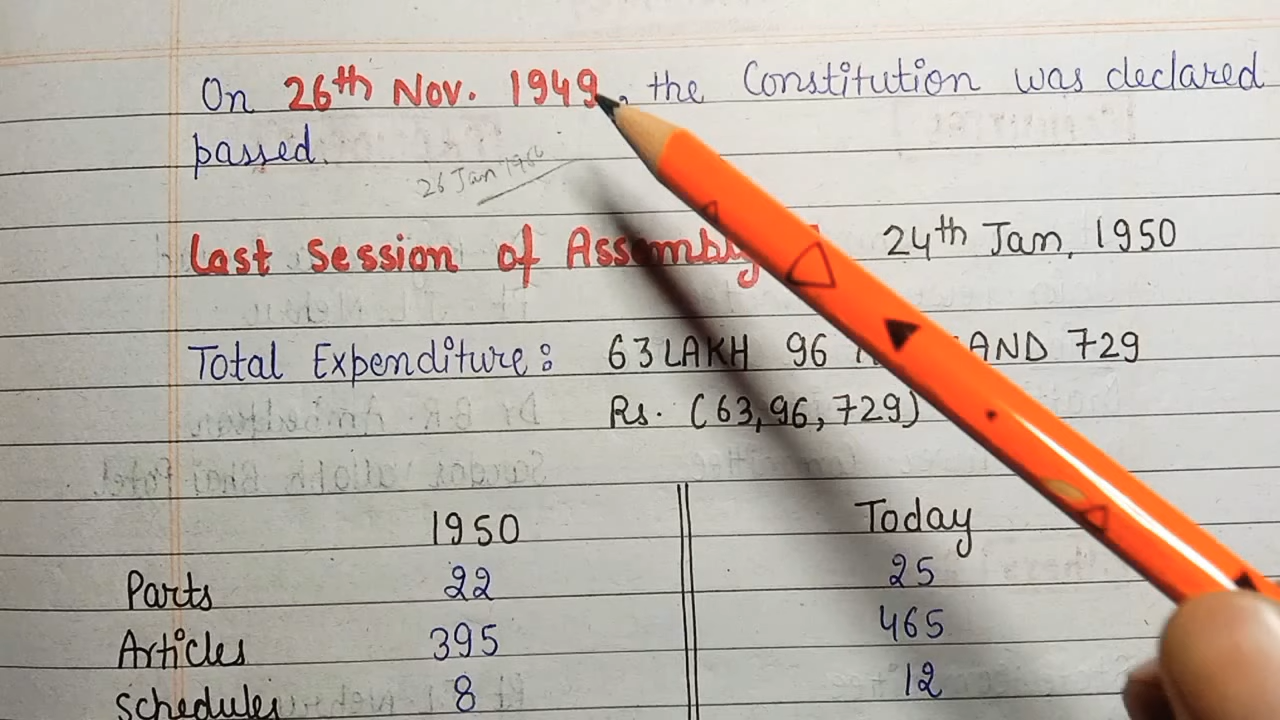 On 26th Nov. 1949, the Constitution was declared
passed.
26 Jan 1950
Last Session of Assembly 24th Jan, 1950
Total Expenditure: 63 LAKH 96 729
Rs. (63,96,729)
1950 Today
Parts 22 25
Articles 395 465
Schedules 8 12